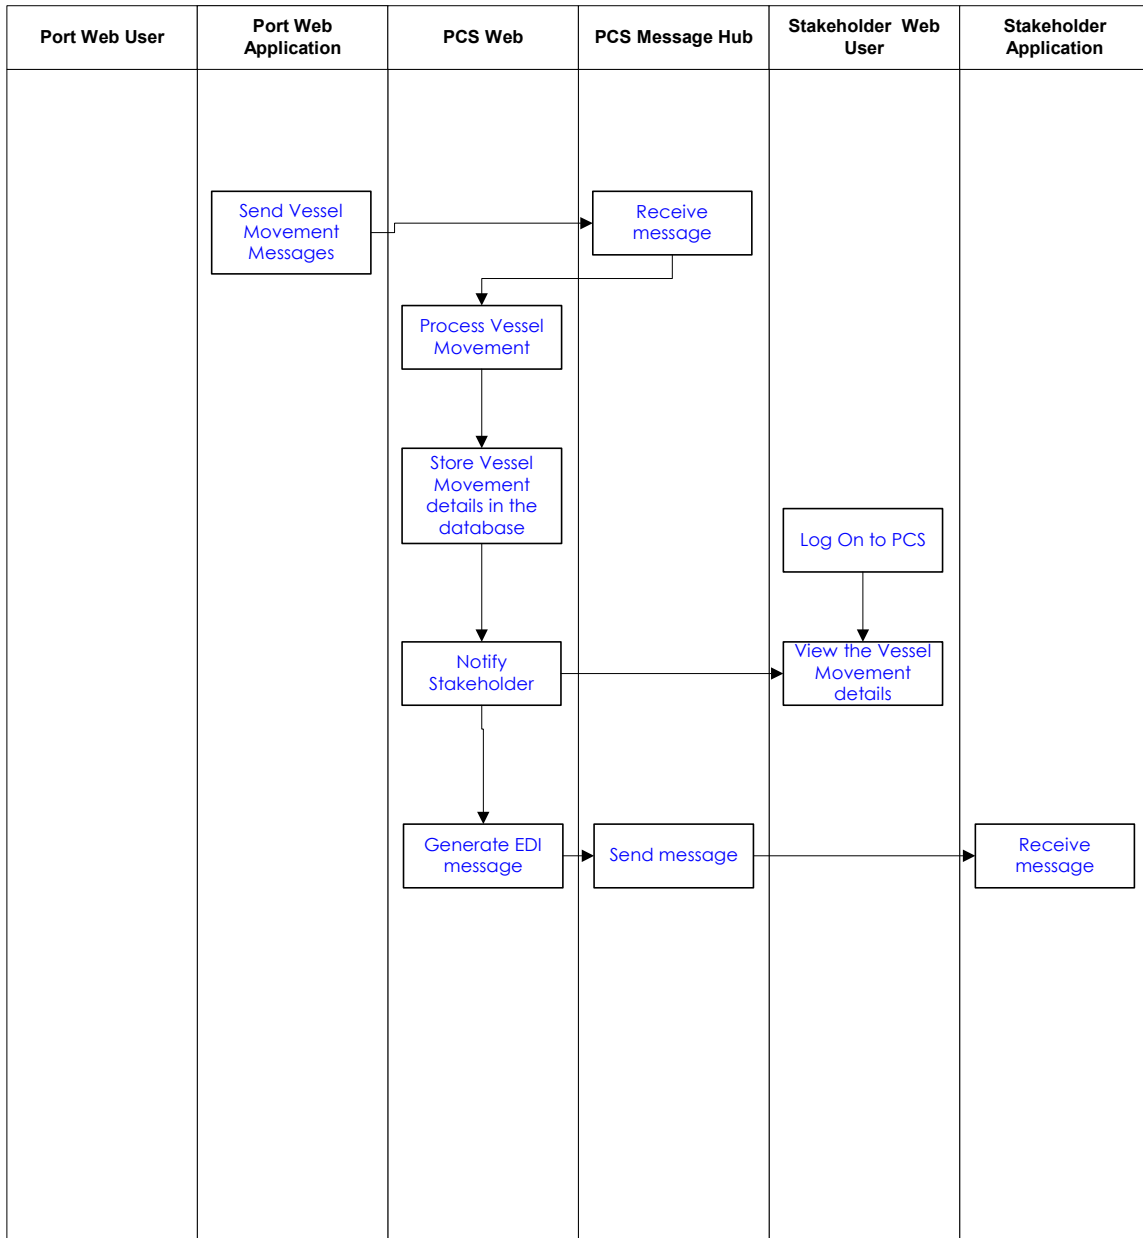 Port Web User
Port Web
Application
PCS Web
PCS Message Hub
Stakeholder Web
User
Stakeholder
Application
Send Vessel
Movement
Messages
Receive
message
Process Vessel
Movement
Store Vessel
Movement
details in the
database
Log On to PCS
Notify
Stakeholder
View the Vessel
Movement
details
Generate EDI
message
Send message
Receive
message